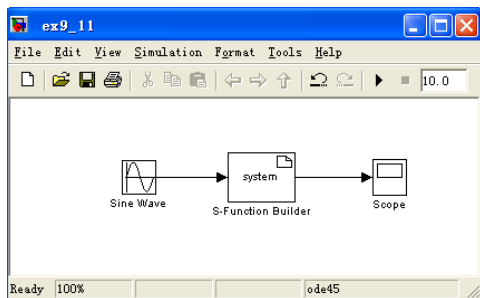 ex9_11
File Edit View Simulation Format Tools Help
10.0
system
Sine Wave
S-Function Builder
Scope
Ready 100% ode45